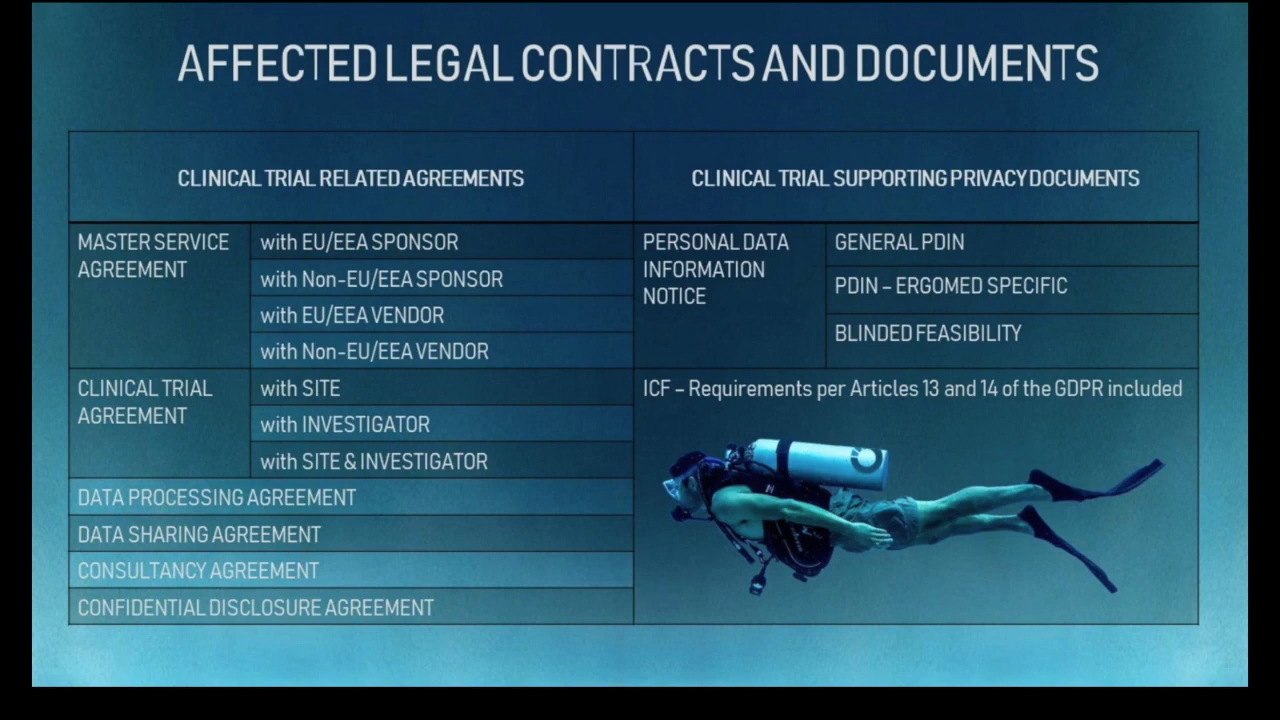 AFFECTED LEGAL CONTRACTS AND DOCUMENTS
CLINICAL TRIAL RELATED AGREEMENTS
CLINICAL TRIAL SUPPORTING PRIVACY DOCUMENTS
MASTER SERVICE
AGREEMENT
with EU/EEA SPONSOR
with Non-EU/EEA SPONSOR
with EU/EEA VENDOR
with Non-EU/EEA VENDOR
PERSONAL DATA
INFORMATION
NOTICE
GENERAL PDIN
PDIN – ERGOMED SPECIFIC
BLINDED FEASIBILITY
CLINICAL TRIAL
AGREEMENT
with SITE
with INVESTIGATOR
with SITE & INVESTIGATOR
ICF – Requirements per Articles 13 and 14 of the GDPR included
DATA PROCESSING AGREEMENT
DATA SHARING AGREEMENT
CONSULTANCY AGREEMENT
CONFIDENTIAL DISCLOSURE AGREEMENT